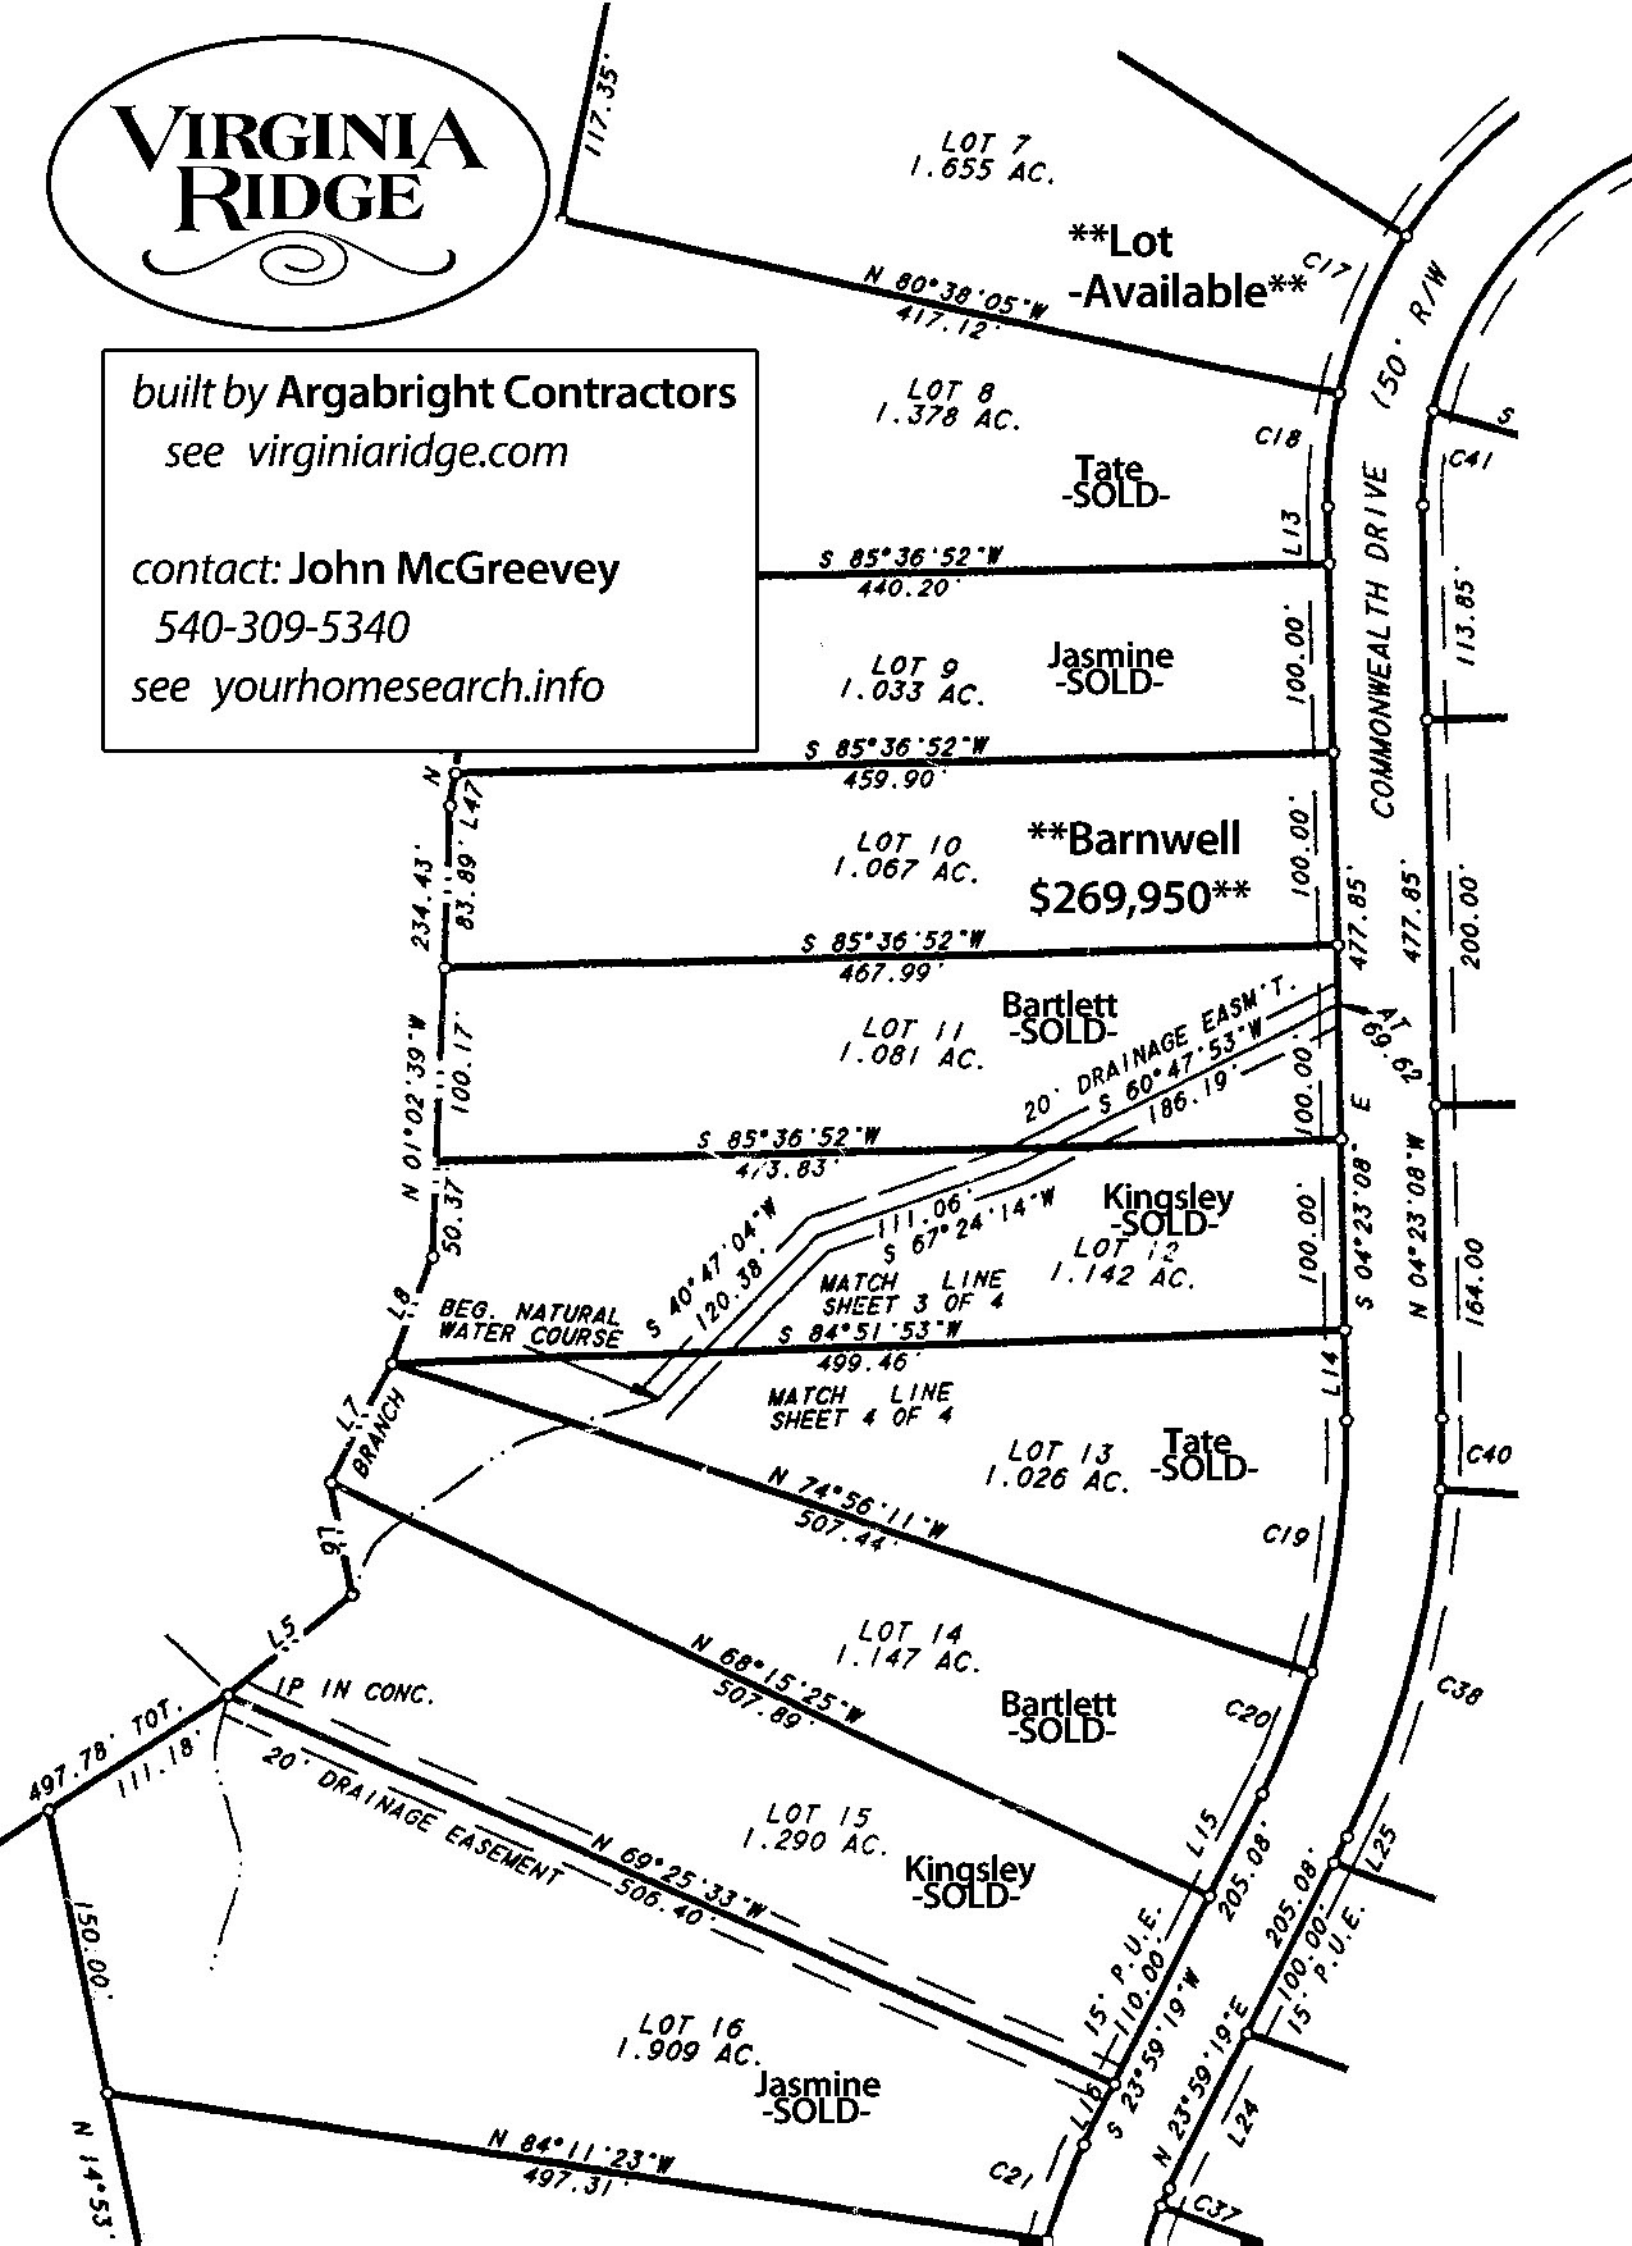 VIRGINIA
RIDGE
117.35'
LOT 7
1.655 AC.
**Lot
-Available**
C17
150' R/W
N 80°38'05"W
417.12'
built by Argabright Contractors
see virginiaridge.com
contact: John McGreevey
540-309-5340
see yourhomesearch.info
LOT 8
1.378 AC.
C18
S
C41
Tate
-SOLD-
L13
COMMONWEALTH DRIVE
S 85°36'52"W
440.20'
113.85'
LOT 9
1.033 AC.
Jasmine
-SOLD-
100.00'
S 85°36'52"W
459.90'
N
L47
234.43'
83.89'
LOT 10
1.067 AC.
**Barnwell
$269,950**
100.00'
477.85'
477.85'
200.00'
S 85°36'52"W
467.99'
Bartlett
-SOLD-
LOT 11
1.081 AC.
20' DRAINAGE EASM'T.
S 60°47'53"W
186.19'
100.00'
AT
N 01°02'39"W
100.17'
S 85°36'52"W
473.83'
50.37'
Kingsley
-SOLD-
LOT 12
1.142 AC.
100.00'
S 04°23'08" E
N 04°23'08"W
164.00
111.06'
S 67°24'14"W
S 40°47'04"W
120.38'
L8
BEG. NATURAL
WATER COURSE
MATCH LINE
SHEET 3 OF 4
S 84°51'53"W
499.46'
MATCH LINE
SHEET 4 OF 4
L14
L7
BRANCH
LOT 13
1.026 AC.
Tate
-SOLD-
C40
N 74°56'11"W
507.44'
C19
L6
L5
LOT 14
1.147 AC.
N 68°15'25"W
507.89'
Bartlett
-SOLD-
C20
C38
IP IN CONC.
497.78' TOT.
111.18'
20' DRAINAGE EASEMENT
LOT 15
1.290 AC.
Kingsley
-SOLD-
N 69°25'33"W
506.40'
L15
205.08'
205.08'
L25
100.00'
15' P.U.E.
15' P.U.E.
110.00'
S 23°59'19"W
N 23°59'19"E
150.00'
LOT 16
1.909 AC.
Jasmine
-SOLD-
L16
L24
N 84°11'23"W
497.31'
C21
C37
N 14°53'